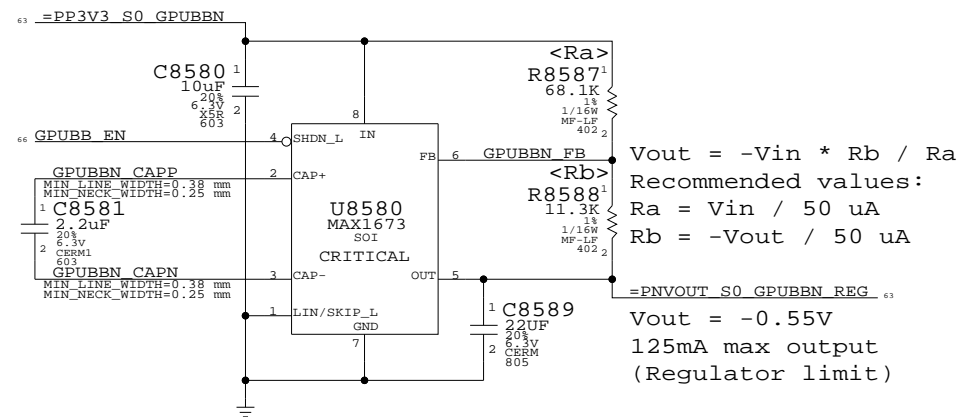 63 =PP3V3_S0_GPUBBN
C8580 1
10uF
20%
6.3V
X5R 2
603
<Ra>
R8587 1
68.1K
1%
1/16W
MF-LF
402 2
8
IN
66 GPUBB_EN
4 SHDN_L
FB 6 GPUBBN_FB
GPUBBN_CAPP
MIN_LINE_WIDTH=0.38 mm
MIN_NECK_WIDTH=0.25 mm
2 CAP+
1 C8581
2.2uF
20%
6.3V
2 CERM1
603
U8580
MAX1673
SOI
CRITICAL
<Rb>
R8588 1
11.3K
1%
1/16W
MF-LF
402 2
Vout = -Vin * Rb / Ra
Recommended values:
Ra = Vin / 50 uA
Rb = -Vout / 50 uA
GPUBBN_CAPN
MIN_LINE_WIDTH=0.38 mm
MIN_NECK_WIDTH=0.25 mm
3 CAP-
OUT 5
=PNVOUT_S0_GPUBBN_REG 63
1 LIN/SKIP_L
GND
7
1 C8589
22UF
20%
6.3V
2 CERM
805
Vout = -0.55V
125mA max output
(Regulator limit)